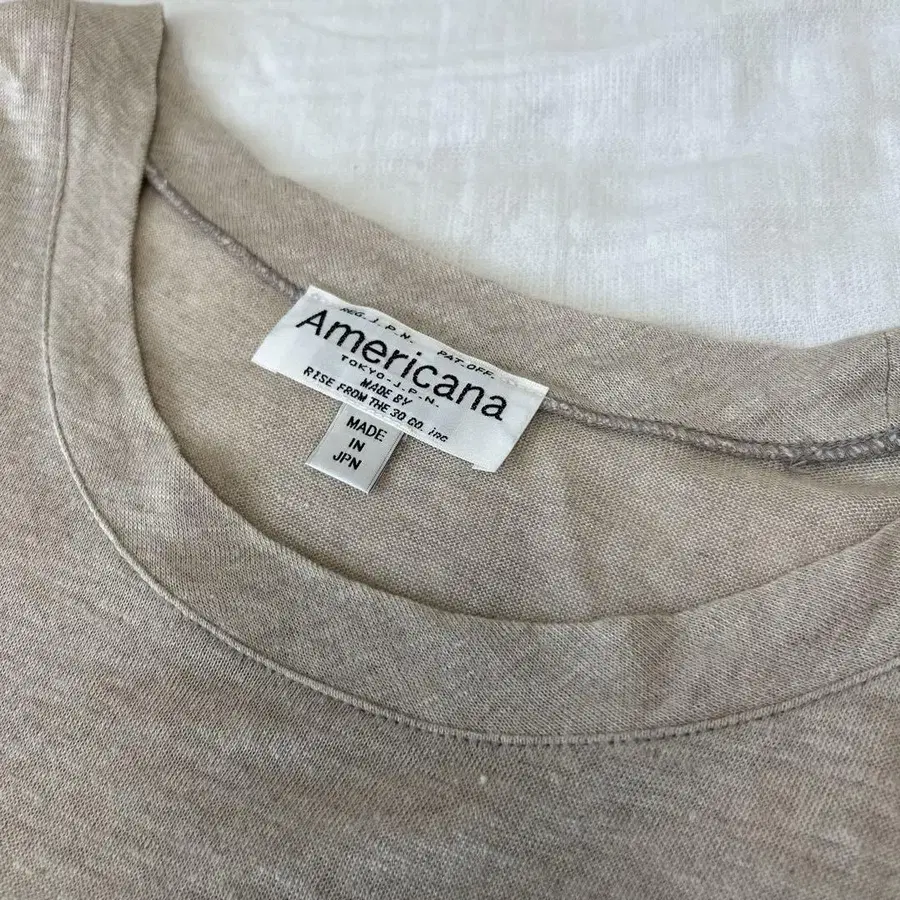 REG. J.P.N. PAT. OFF.
Americana
TOKYO-J.P.N.
MADE BY
RISE FROM THE 30 CO. inc
MADE
IN
JPN